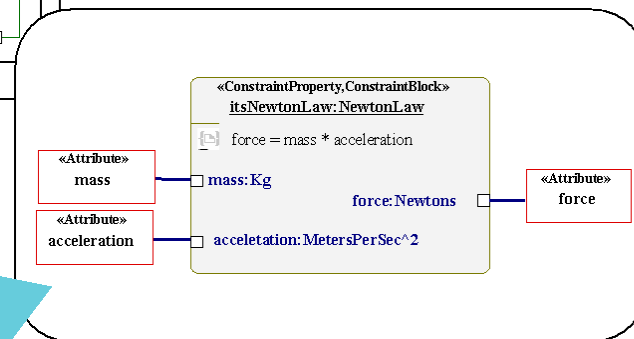 «ConstraintProperty,ConstraintBlock»
itsNewtonLaw:NewtonLaw
force = mass * acceleration
«Attribute»
mass
mass:Kg
«Attribute»
force
force:Newtons
«Attribute»
acceleration
acceletation:MetersPerSec^2